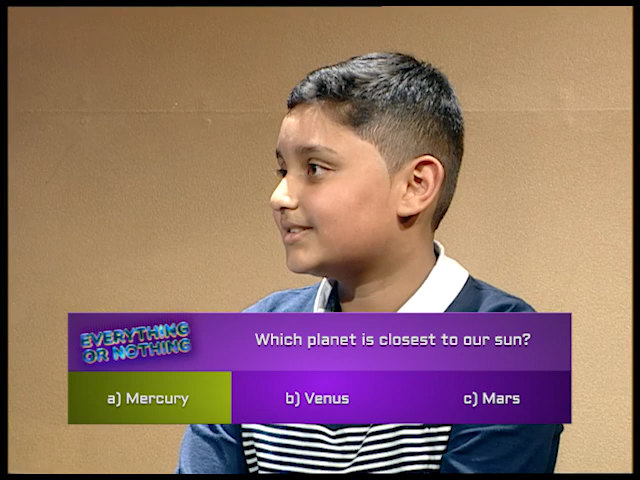 EVERYTHING
OR NOTHING
Which planet is closest to our sun?
a) Mercury b) Venus c) Mars